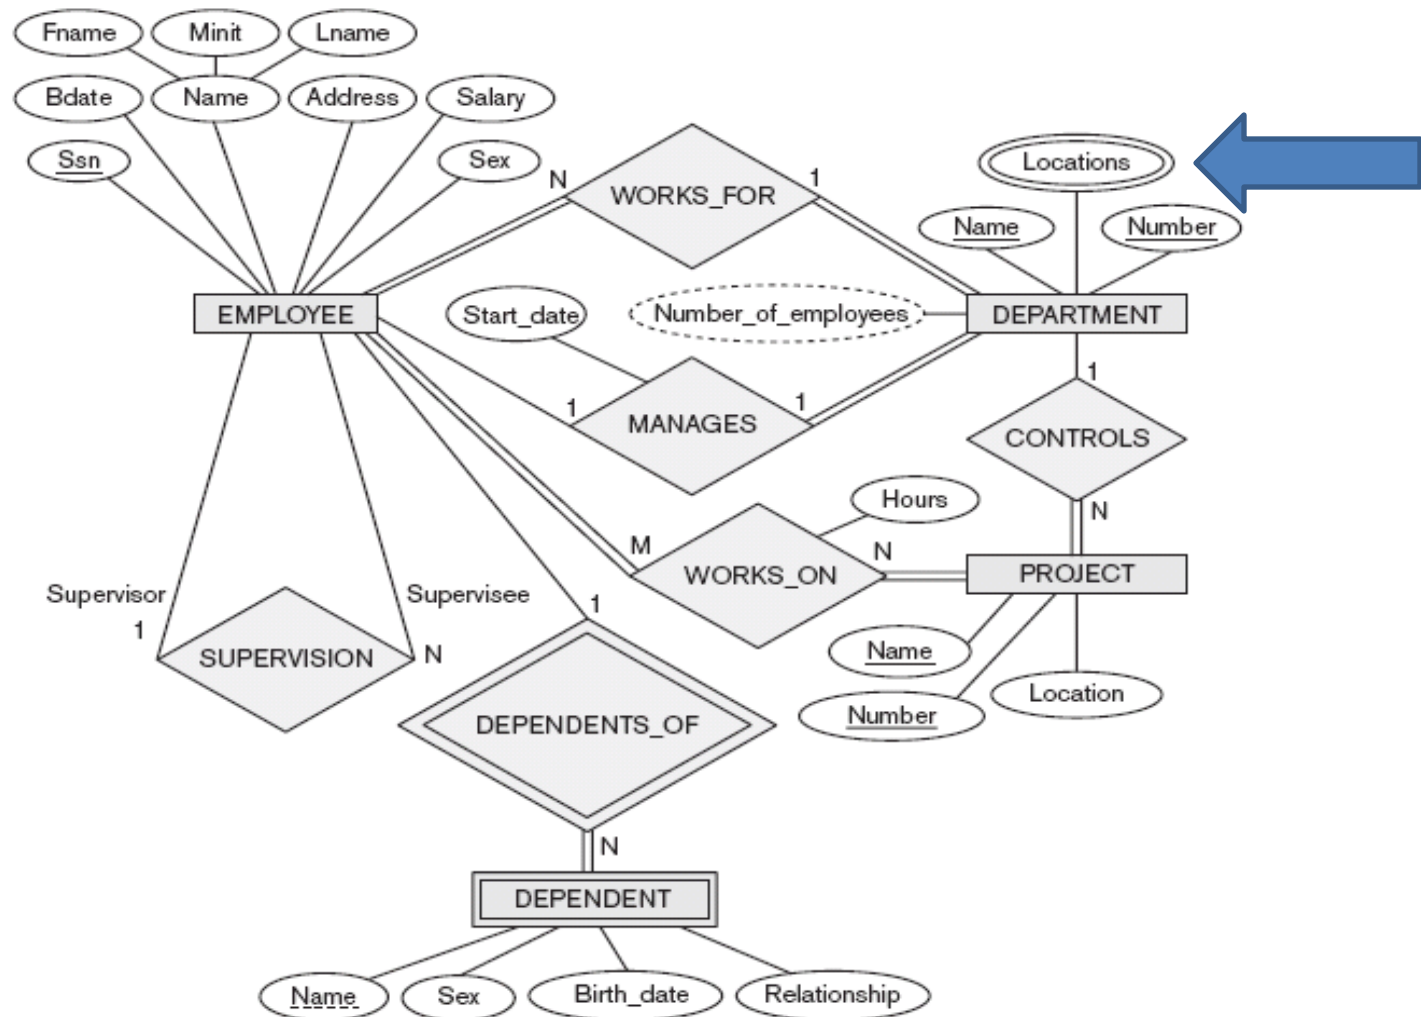 Fname
Minit
Lname
Bdate
Name
Address
Salary
Ssn
Sex
N
WORKS_FOR
1
Locations
Name
Number
EMPLOYEE
Start_date
Number_of_employees
DEPARTMENT
1
MANAGES
1
1
CONTROLS
Hours
N
M
WORKS_ON
N
PROJECT
Supervisor
1
Supervisee
N
SUPERVISION
1
Name
Number
Location
DEPENDENTS_OF
N
DEPENDENT
Name
Sex
Birth_date
Relationship